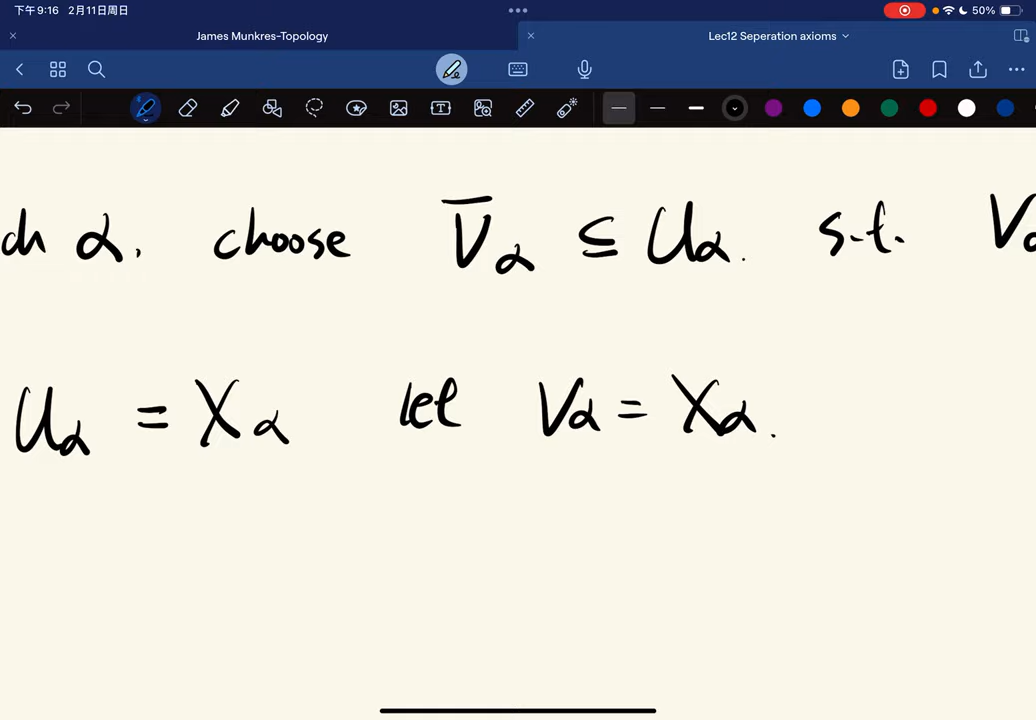 下午9:16 2月11日周日
50%
James Munkres-Topology
Lec12 Seperation axioms
ch α, choose V̅α ⊆ Uα. s.t. Vα
Uα = Xα let Vα = Xα.